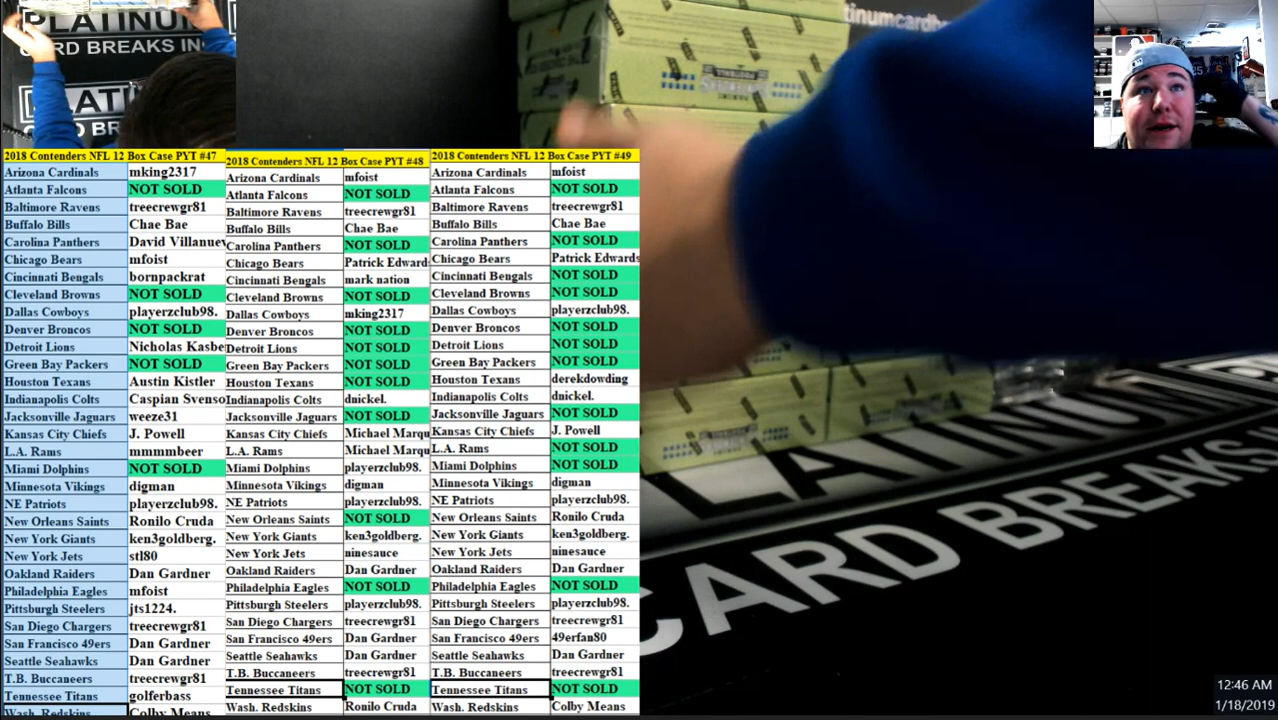 PLATINUM
CARD BREAKS IN
PLATI
RD B
tinumcardb
FOOTBALL
2018 Contenders NFL 12 Box Case PYT #47
Arizona Cardinals mking2317
Atlanta Falcons NOT SOLD
Baltimore Ravens treecrewgr81
Buffalo Bills Chae Bae
Carolina Panthers David Villanuev
Chicago Bears mfoist
Cincinnati Bengals bornpackrat
Cleveland Browns NOT SOLD
Dallas Cowboys playerzclub98.
Denver Broncos NOT SOLD
Detroit Lions Nicholas Kasbe
Green Bay Packers NOT SOLD
Houston Texans Austin Kistler
Indianapolis Colts Caspian Svenso
Jacksonville Jaguars weeze31
Kansas City Chiefs J. Powell
L.A. Rams mmmmbeer
Miami Dolphins NOT SOLD
Minnesota Vikings digman
NE Patriots playerzclub98.
New Orleans Saints Ronilo Cruda
New York Giants ken3goldberg.
New York Jets stl80
Oakland Raiders Dan Gardner
Philadelphia Eagles mfoist
Pittsburgh Steelers jts1224.
San Diego Chargers treecrewgr81
San Francisco 49ers Dan Gardner
Seattle Seahawks Dan Gardner
T.B. Buccaneers treecrewgr81
Tennessee Titans golferbass
Wash. Redskins Colby Means
2018 Contenders NFL 12 Box Case PYT #48
Arizona Cardinals mfoist
Atlanta Falcons NOT SOLD
Baltimore Ravens treecrewgr81
Buffalo Bills Chae Bae
Carolina Panthers NOT SOLD
Chicago Bears Patrick Edward
Cincinnati Bengals mark nation
Cleveland Browns NOT SOLD
Dallas Cowboys mking2317
Denver Broncos NOT SOLD
Detroit Lions NOT SOLD
Green Bay Packers NOT SOLD
Houston Texans NOT SOLD
Indianapolis Colts dnickel.
Jacksonville Jaguars NOT SOLD
Kansas City Chiefs Michael Marqu
L.A. Rams Michael Marqu
Miami Dolphins playerzclub98.
Minnesota Vikings digman
NE Patriots playerzclub98.
New Orleans Saints NOT SOLD
New York Giants ken3goldberg.
New York Jets ninesauce
Oakland Raiders Dan Gardner
Philadelphia Eagles NOT SOLD
Pittsburgh Steelers playerzclub98.
San Diego Chargers treecrewgr81
San Francisco 49ers Dan Gardner
Seattle Seahawks Dan Gardner
T.B. Buccaneers treecrewgr81
Tennessee Titans NOT SOLD
Wash. Redskins Ronilo Cruda
2018 Contenders NFL 12 Box Case PYT #49
Arizona Cardinals mfoist
Atlanta Falcons NOT SOLD
Baltimore Ravens treecrewgr81
Buffalo Bills Chae Bae
Carolina Panthers NOT SOLD
Chicago Bears Patrick Edwards
Cincinnati Bengals NOT SOLD
Cleveland Browns NOT SOLD
Dallas Cowboys playerzclub98.
Denver Broncos NOT SOLD
Detroit Lions NOT SOLD
Green Bay Packers NOT SOLD
Houston Texans derekdowding
Indianapolis Colts dnickel.
Jacksonville Jaguars NOT SOLD
Kansas City Chiefs J. Powell
L.A. Rams NOT SOLD
Miami Dolphins NOT SOLD
Minnesota Vikings digman
NE Patriots playerzclub98.
New Orleans Saints Ronilo Cruda
New York Giants ken3goldberg.
New York Jets ninesauce
Oakland Raiders Dan Gardner
Philadelphia Eagles NOT SOLD
Pittsburgh Steelers playerzclub98.
San Diego Chargers treecrewgr81
San Francisco 49ers 49erfan80
Seattle Seahawks Dan Gardner
T.B. Buccaneers treecrewgr81
Tennessee Titans NOT SOLD
Wash. Redskins Colby Means
LATINUM
CARD BREAKS
12:46 AM
1/18/2019